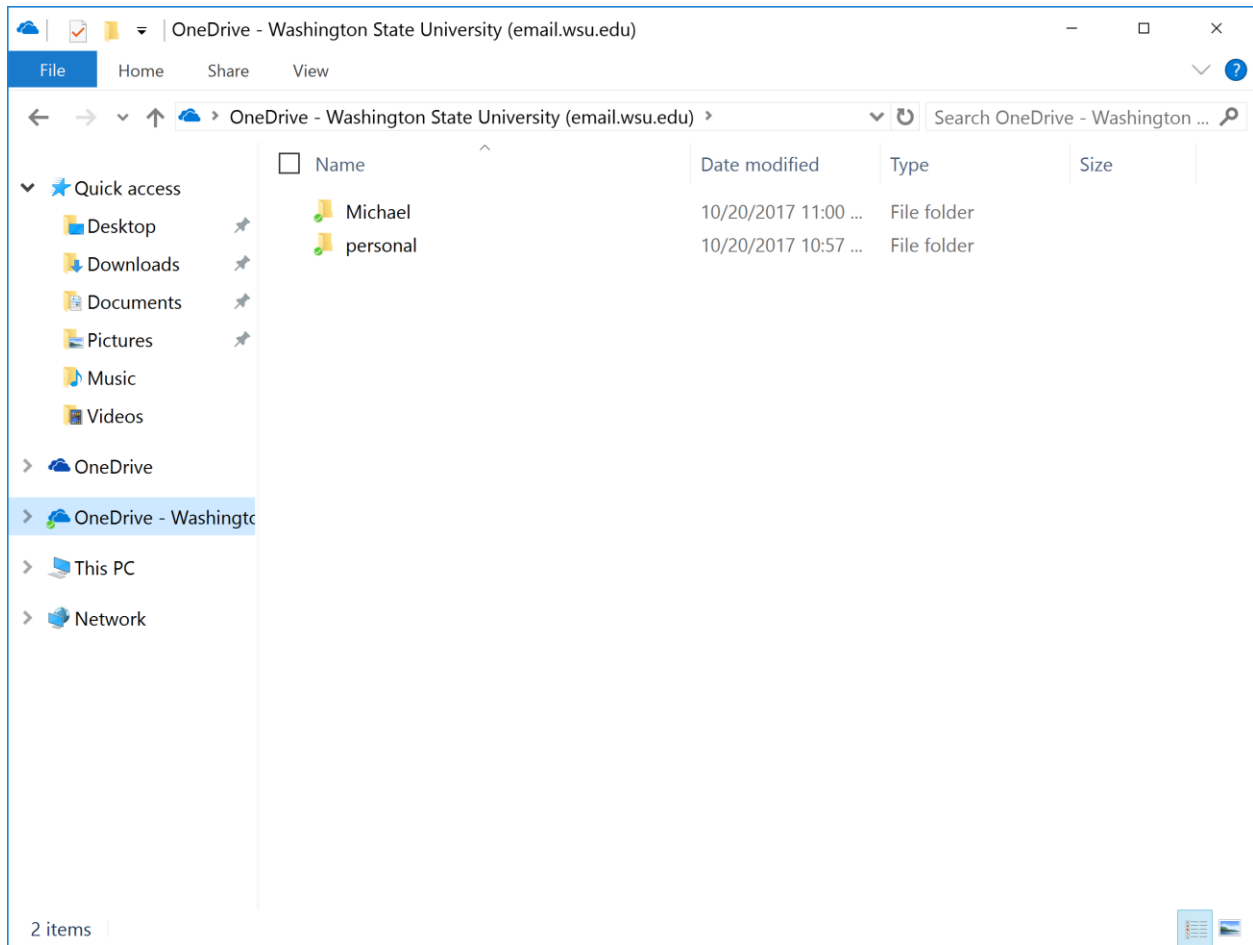 OneDrive - Washington State University (email.wsu.edu)
File Home Share View
?
OneDrive - Washington State University (email.wsu.edu)
Search OneDrive - Washington ...
Name Date modified Type Size
Quick access
Desktop
Downloads
Documents
Pictures
Music
Videos
OneDrive
OneDrive - Washingtc
This PC
Network
Michael 10/20/2017 11:00 ... File folder
personal 10/20/2017 10:57 ... File folder
2 items